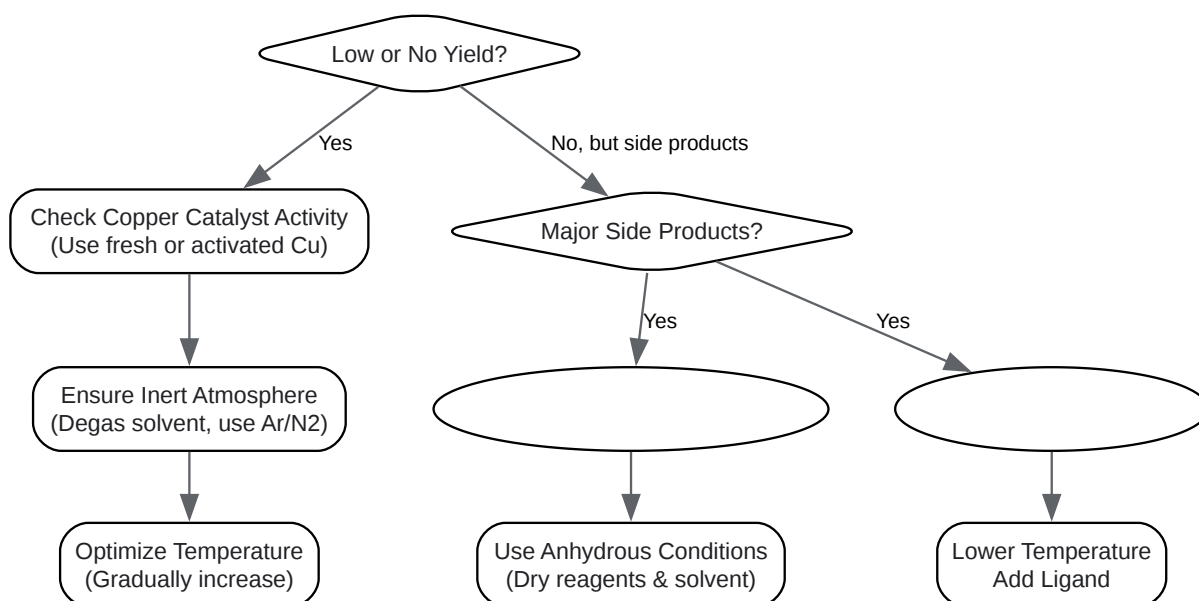 Low or No Yield?
Yes
No, but side products
Check Copper Catalyst Activity
(Use fresh or activated Cu)
Major Side Products?
Yes
Yes
Ensure Inert Atmosphere
(Degas solvent, use Ar/N2)
Optimize Temperature
(Gradually increase)
Use Anhydrous Conditions
(Dry reagents & solvent)
Lower Temperature
Add Ligand